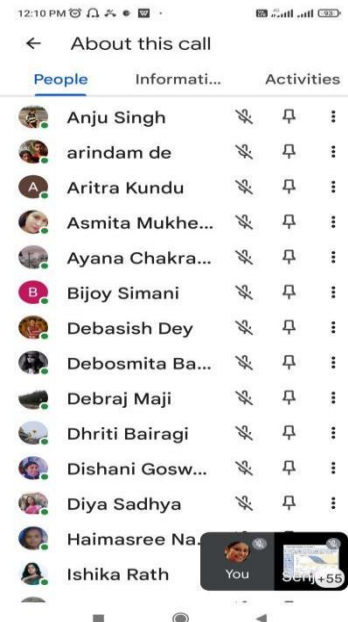 12:10 PM
93
About this call
People Informati... Activities
Anju Singh
arindam de
A Aritra Kundu
Asmita Mukhe...
Ayana Chakra...
B Bijoy Simani
Debasish Dey
Debosmita Ba...
Debraj Maji
Dhriti Bairagi
Dishani Gosw...
Diya Sadhya
Haimasree Na...
Ishika Rath
You
+55